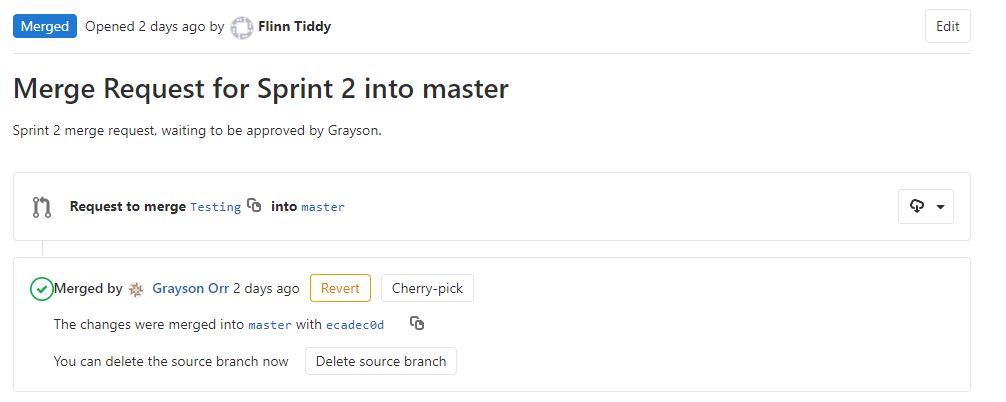 Merged Opened 2 days ago by Flinn Tiddy Edit
Merge Request for Sprint 2 into master
Sprint 2 merge request, waiting to be approved by Grayson.
Request to merge Testing into master
Merged by Grayson Orr 2 days ago Revert Cherry-pick
The changes were merged into master with ecadec0d
You can delete the source branch now Delete source branch